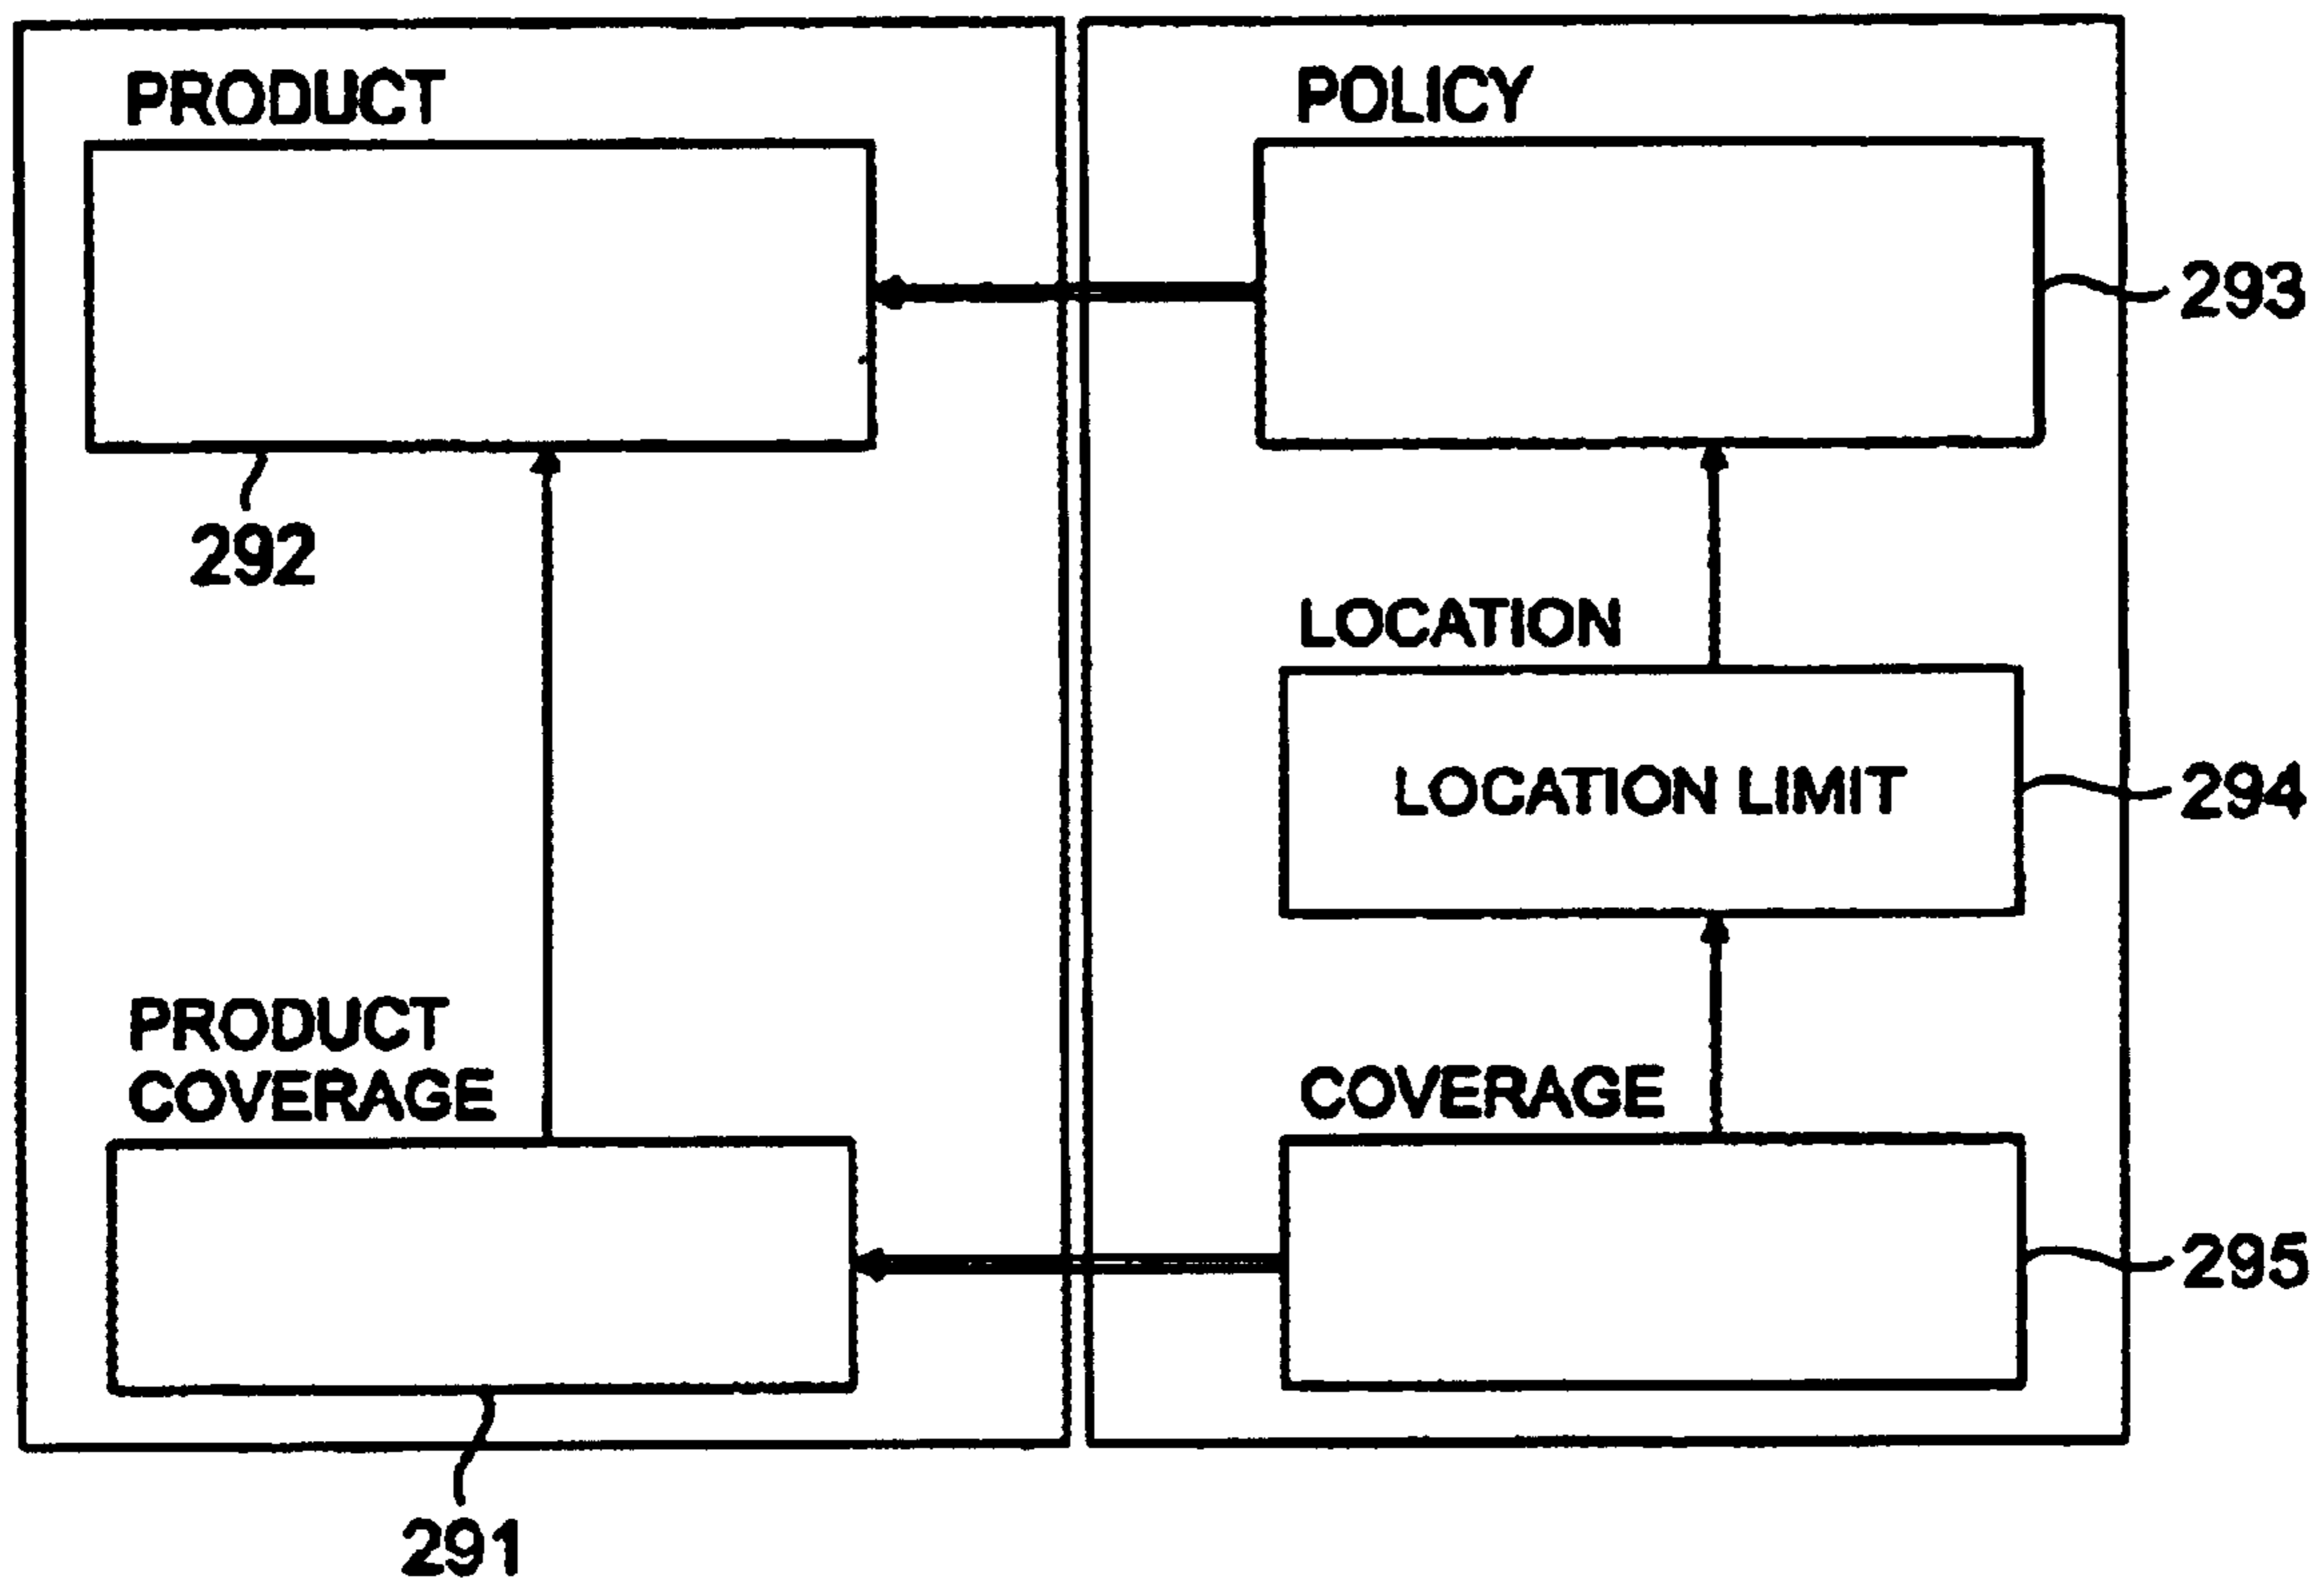 PRODUCT
292
PRODUCT
COVERAGE
291
POLICY
293
LOCATION
LOCATION LIMIT
294
COVERAGE
295